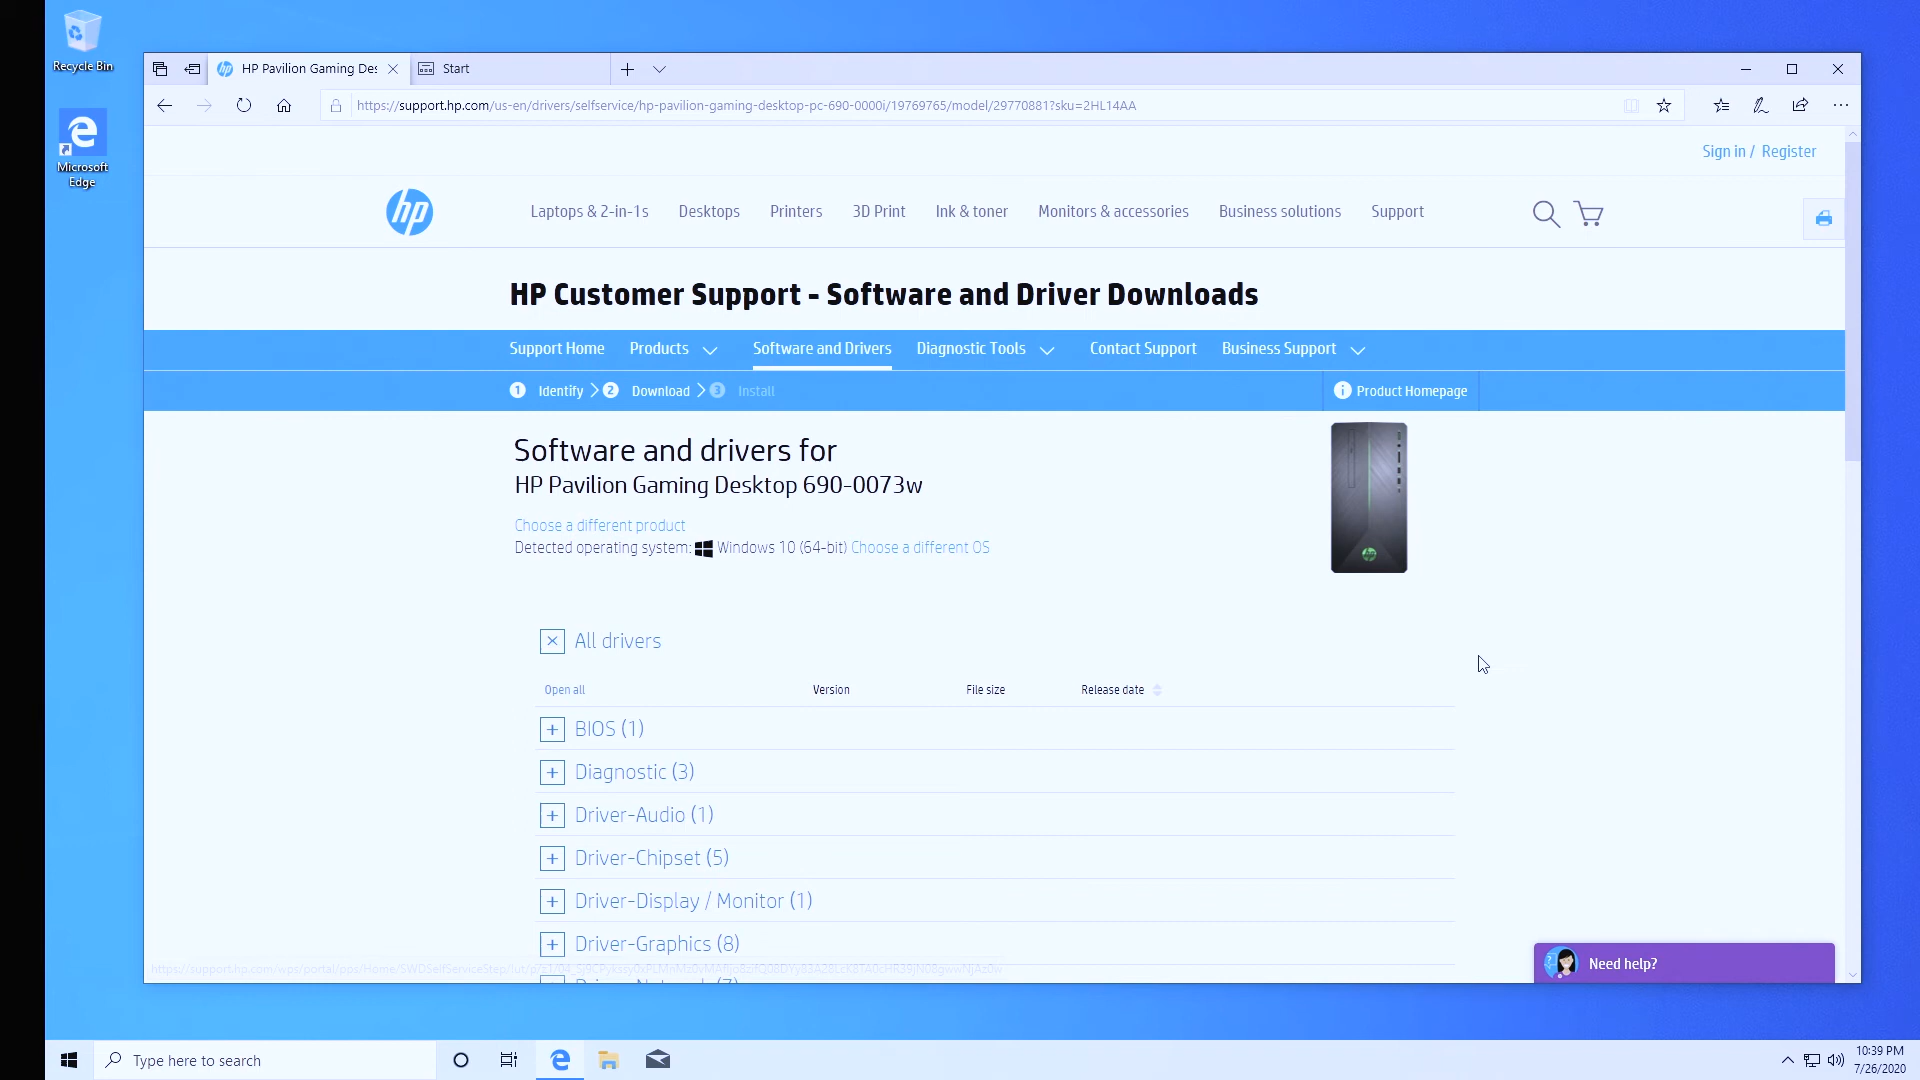 Recycle Bin
Microsoft
Edge
HP Pavilion Gaming Des
Start
https://support.hp.com/us-en/drivers/selfservice/hp-pavilion-gaming-desktop-pc-690-0000i/19769765/model/29770881?sku=2HL14AA
Sign in / Register
hp
Laptops & 2-in-1s Desktops Printers 3D Print Ink & toner Monitors & accessories Business solutions Support
HP Customer Support - Software and Driver Downloads
Support Home Products Software and Drivers Diagnostic Tools Contact Support Business Support
1 Identify 2 Download 3 Install
Product Homepage
Software and drivers for
HP Pavilion Gaming Desktop 690-0073w
Choose a different product
Detected operating system: Windows 10 (64-bit) Choose a different OS
All drivers
Open all Version File size Release date
BIOS (1)
Diagnostic (3)
Driver-Audio (1)
Driver-Chipset (5)
Driver-Display / Monitor (1)
Driver-Graphics (8)
Need help?
Type here to search
10:39 PM
7/26/2020